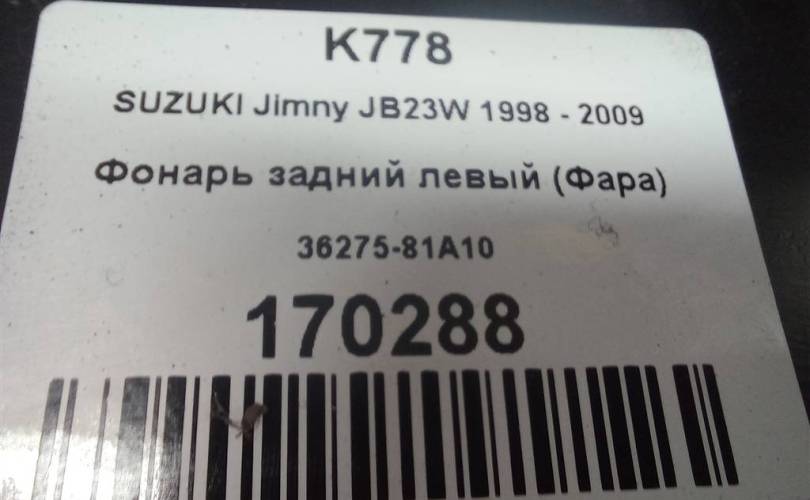 K778
SUZUKI Jimny JB23W 1998 - 2009
Фонарь задний левый (Фара)
36275-81A10
170288